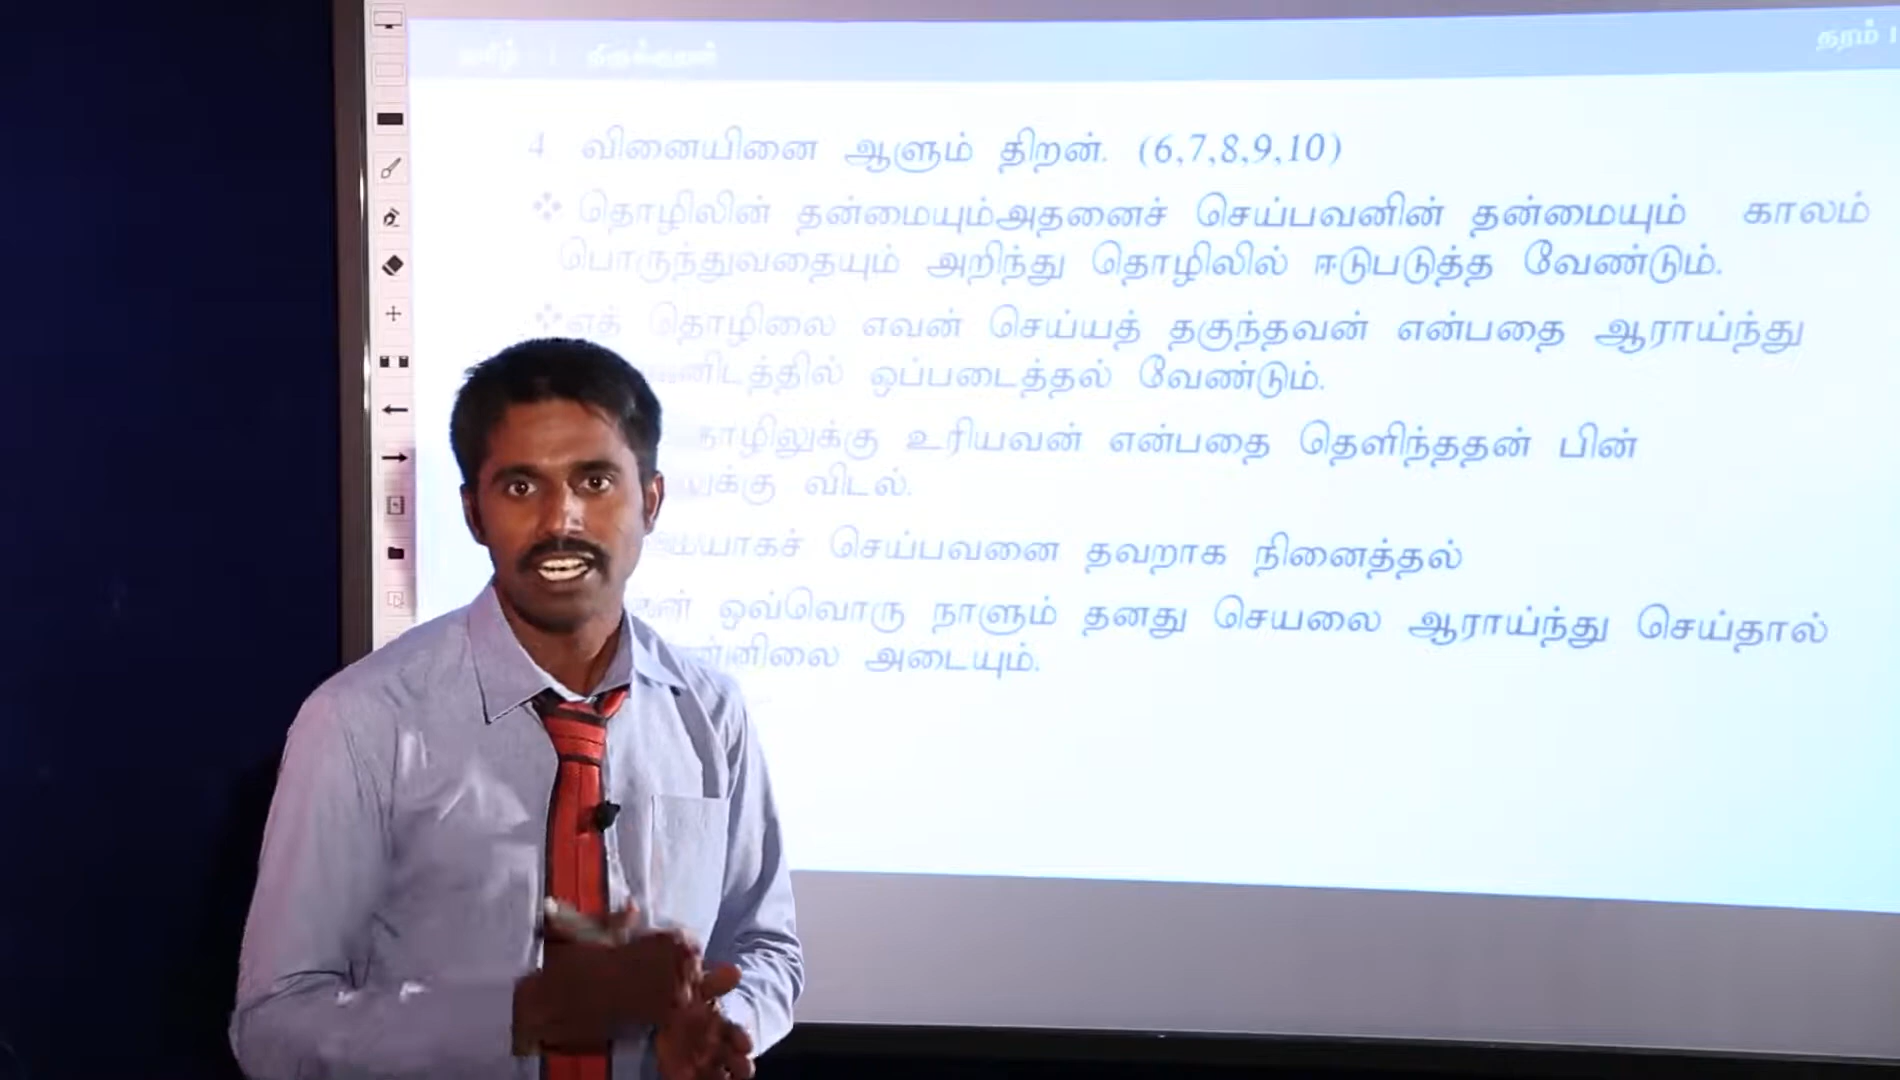 தமிழ் - I திருக்குறள்
தரம்
4. வினையினை ஆளும் திறன். (6,7,8,9,10)
தொழிலின் தன்மையும்அதனைச் செய்பவனின் தன்மையும் காலம்
பொருந்துவதையும் அறிந்து தொழிலில் ஈடுபடுத்த வேண்டும்.
எத் தொழிலை எவன் செய்யத் தகுந்தவன் என்பதை ஆராய்ந்து
ஒப்படைத்தல் வேண்டும்.
உரியவன் என்பதை தெளிந்ததன் பின்
விடல்.
செய்பவனை தவறாக நினைத்தல்
ஒவ்வொரு நாளும் தனது செயலை ஆராய்ந்து செய்தால்
அடையும்.